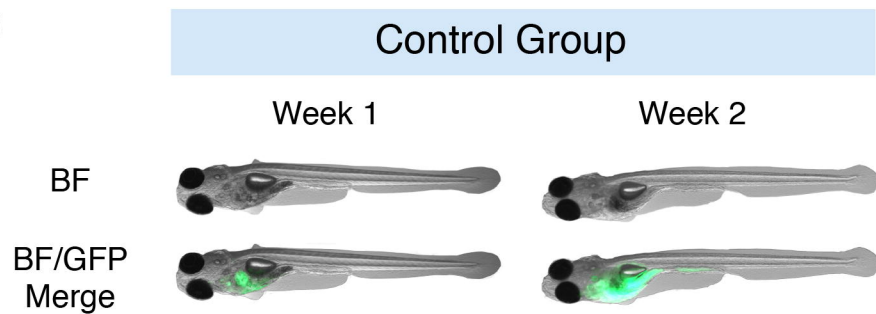 Control Group
Week 1
Week 2
BF
BF/GFP
Merge